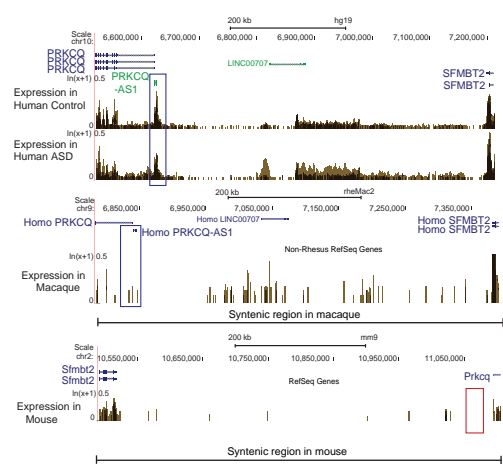 Scale 200 kb hg19
chr10: 6,600,000 6,700,000 6,800,000 6,900,000 7,000,000 7,100,000 7,200,000
PRKCQ
PRKCQ
PRKCQ
LINC00707
PRKCQ
-AS1
SFMBT2
SFMBT2
ln(x+1) 0.5
Expression in
Human Control
0
ln(x+1) 0.5
Expression in
Human ASD
0
Scale 200 kb rheMac2
chr9: 6,850,000 6,950,000 7,050,000 7,150,000 7,250,000 7,350,000
Homo PRKCQ
Homo LINC00707
Homo SFMBT2
Homo SFMBT2
Homo PRKCQ-AS1
Non-Rhesus RefSeq Genes
ln(x+1) 0.5
Expression in
Macaque
0
Syntenic region in macaque
Scale 200 kb mm9
chr2: 10,550,000 10,650,000 10,750,000 10,850,000 10,950,000 11,050,000
Sfmbt2
Sfmbt2
RefSeq Genes
Prkcq
ln(x+1) 0.5
Expression in
Mouse
0
Syntenic region in mouse